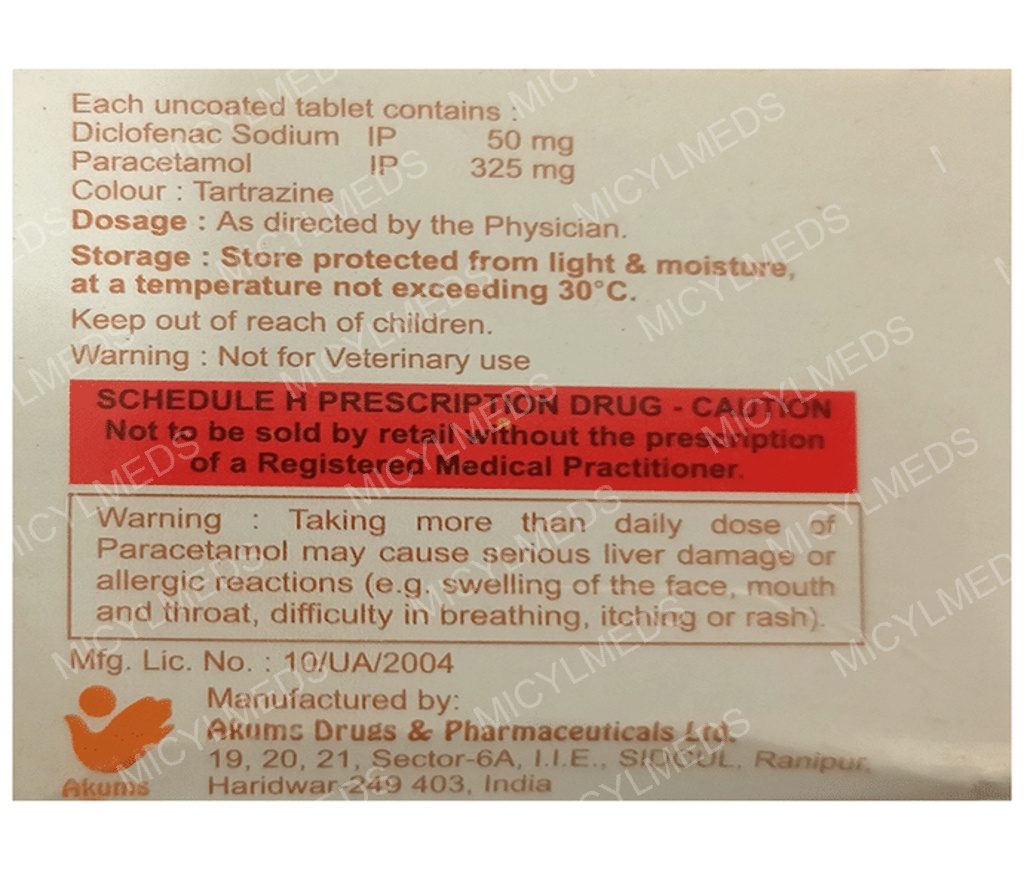 Each uncoated tablet contains :
Diclofenac Sodium IP 50 mg
Paracetamol IP 325 mg
Colour : Tartrazine
Dosage : As directed by the Physician.
Storage : Store protected from light & moisture,
at a temperature not exceeding 30°C.
Keep out of reach of children.
Warning : Not for Veterinary use
SCHEDULE H PRESCRIPTION DRUG - CAUTION
Not to be sold by retail without the prescription
of a Registered Medical Practitioner.
Warning : Taking more than daily dose of
Paracetamol may cause serious liver damage or
allergic reactions (e.g. swelling of the face, mouth
and throat, difficulty in breathing, itching or rash).
Mfg. Lic. No. : 10/UA/2004
Manufactured by:
Akums Drugs & Pharmaceuticals Ltd.
19, 20, 21, Sector-6A, I.I.E., SIDCUL, Ranipur,
Haridwar-249 403, India
Akums
MICYLMEDS